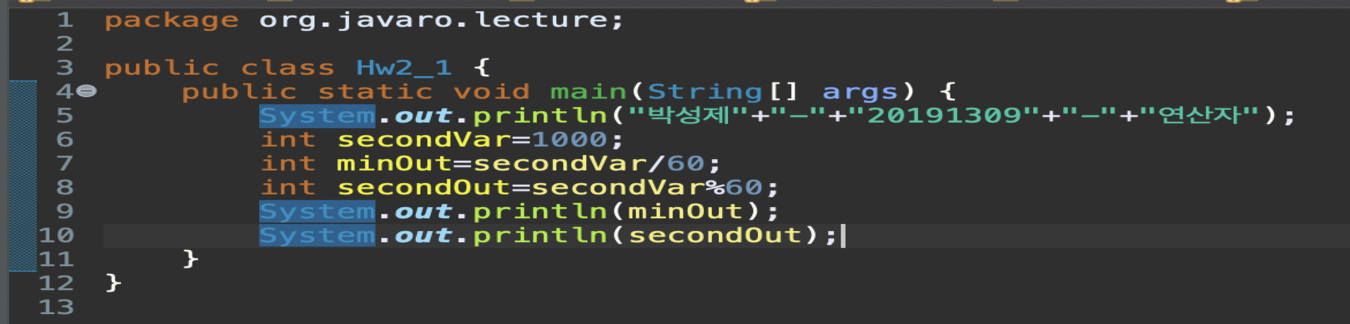 1 package org.javaro.lecture;
2
3 public class Hw2_1 {
4 public static void main(String[] args) {
5 System.out.println("박성제"+"-"+"20191309"+"-"+"연산자");
6 int secondVar=1000;
7 int minOut=secondVar/60;
8 int secondOut=secondVar%60;
9 System.out.println(minOut);
10 System.out.println(secondOut);
11 }
12 }
13